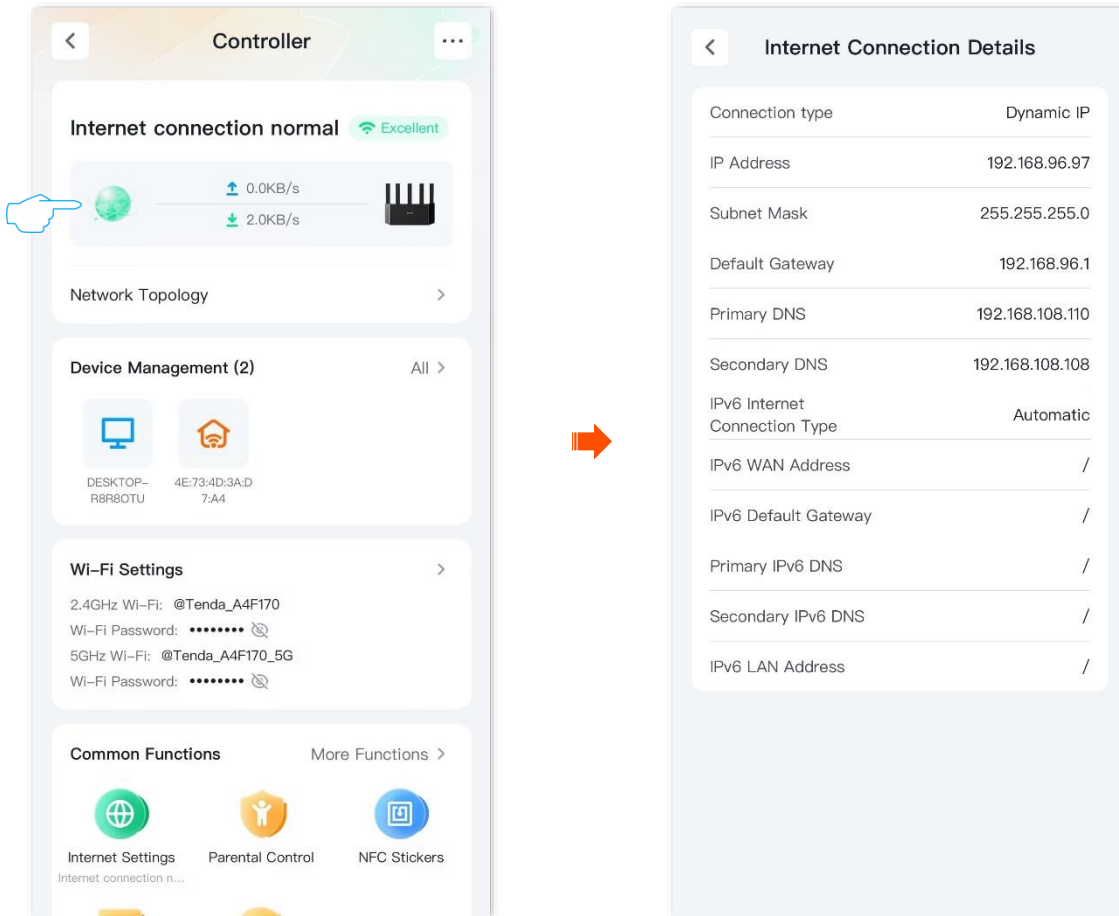 Controller
Internet connection normal Excellent
0.0KB/s
2.0KB/s
Network Topology
Device Management (2) All
DESKTOP-
R8R8OTU
4E:73:4D:3A:D
7:A4
Wi-Fi Settings
2.4GHz Wi-Fi: @Tenda_A4F170
Wi-Fi Password: ••••••••
5GHz Wi-Fi: @Tenda_A4F170_5G
Wi-Fi Password: ••••••••
Common Functions More Functions
Internet Settings
Internet connection n...
Parental Control
NFC Stickers
Internet Connection Details
Connection type Dynamic IP
IP Address 192.168.96.97
Subnet Mask 255.255.255.0
Default Gateway 192.168.96.1
Primary DNS 192.168.108.110
Secondary DNS 192.168.108.108
IPv6 Internet
Connection Type Automatic
IPv6 WAN Address /
IPv6 Default Gateway /
Primary IPv6 DNS /
Secondary IPv6 DNS /
IPv6 LAN Address /